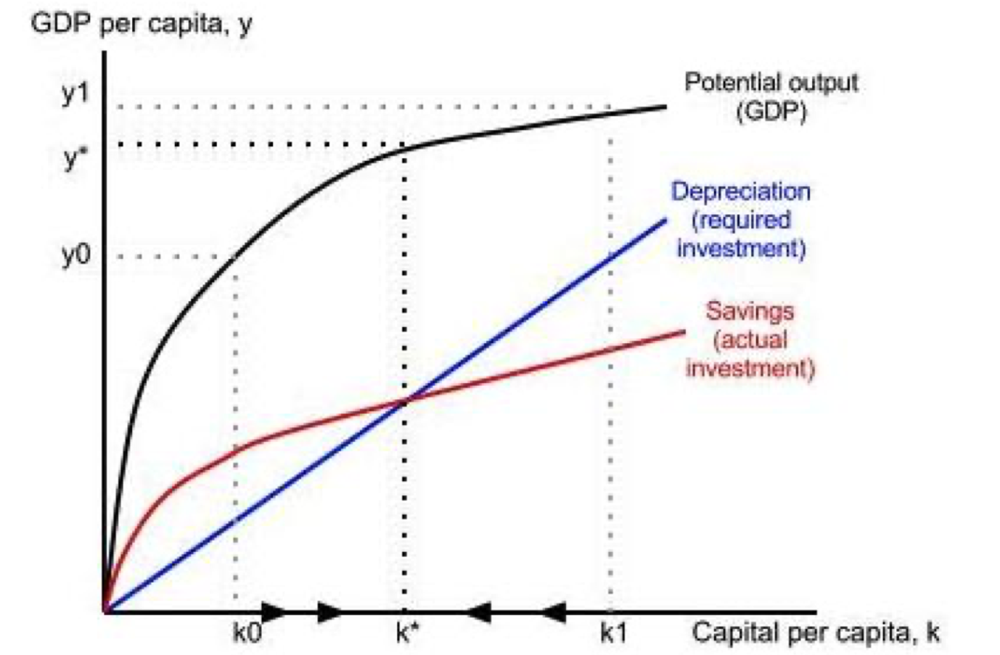 GDP per capita, y
y1
Potential output
(GDP)
y*
Depreciation
(required
investment)
y0
Savings
(actual
investment)
k0
k*
k1
Capital per capita, k